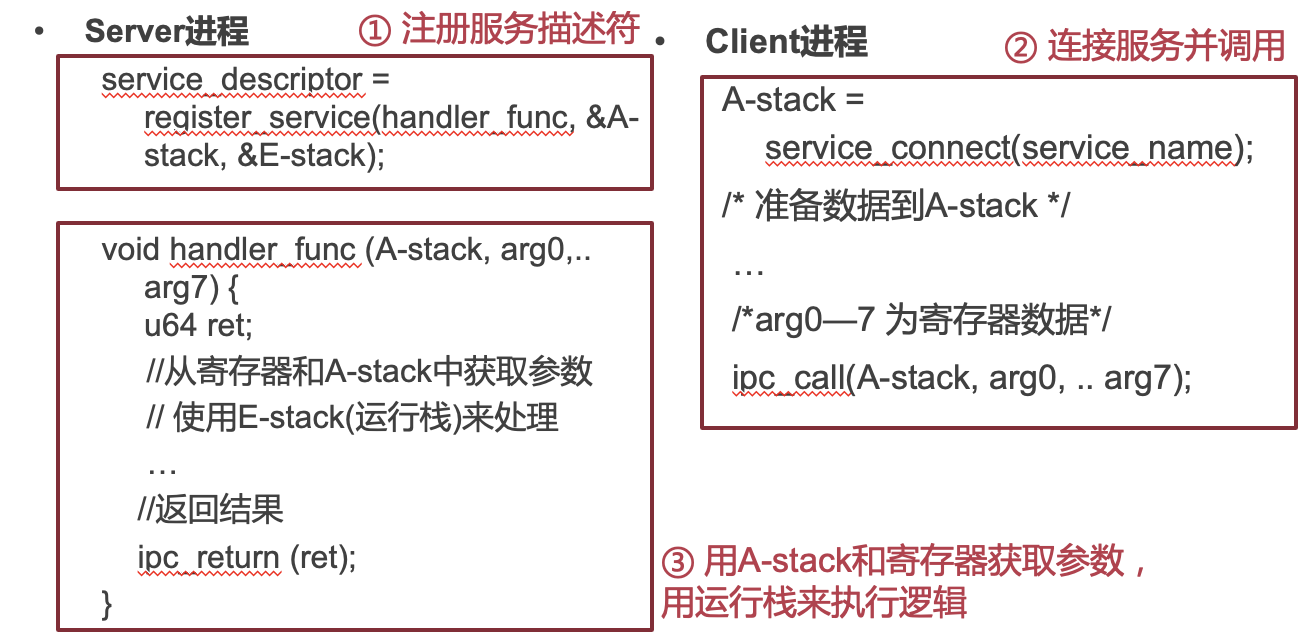 • Server进程
① 注册服务描述符
service_descriptor =
register_service(handler_func, &A-
stack, &E-stack);
void handler_func (A-stack, arg0,..
arg7) {
u64 ret;
//从寄存器和A-stack中获取参数
// 使用E-stack(运行栈)来处理
…
//返回结果
ipc_return (ret);
}
• Client进程
② 连接服务并调用
A-stack =
service_connect(service_name);
/* 准备数据到A-stack */
…
/*arg0—7 为寄存器数据*/
ipc_call(A-stack, arg0, .. arg7);
③ 用A-stack和寄存器获取参数，
用运行栈来执行逻辑